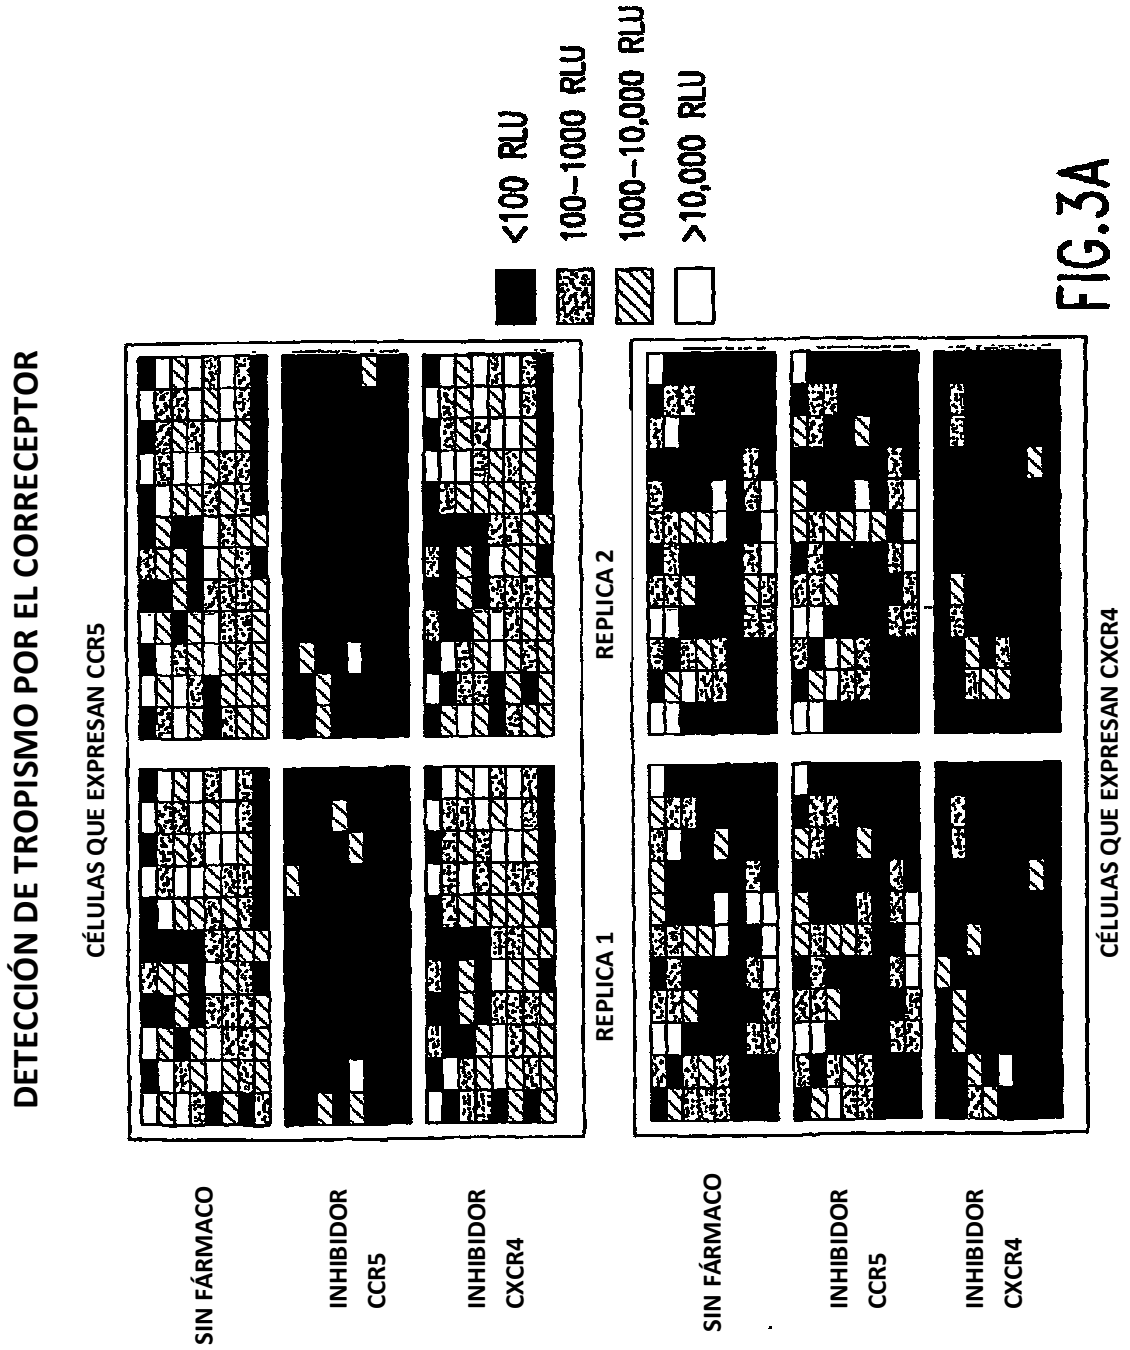 DETECCIÓN DE TROPISMO POR EL CORRECEPTOR
CÉLULAS QUE EXPRESAN CCR5
SIN FÁRMACO
INHIBIDOR
CCR5
INHIBIDOR
CXCR4
REPLICA 1
REPLICA 2
<100 RLU
100-1000 RLU
1000-10,000 RLU
>10,000 RLU
SIN FÁRMACO
INHIBIDOR
CCR5
INHIBIDOR
CXCR4
CÉLULAS QUE EXPRESAN CXCR4
FIG.3A